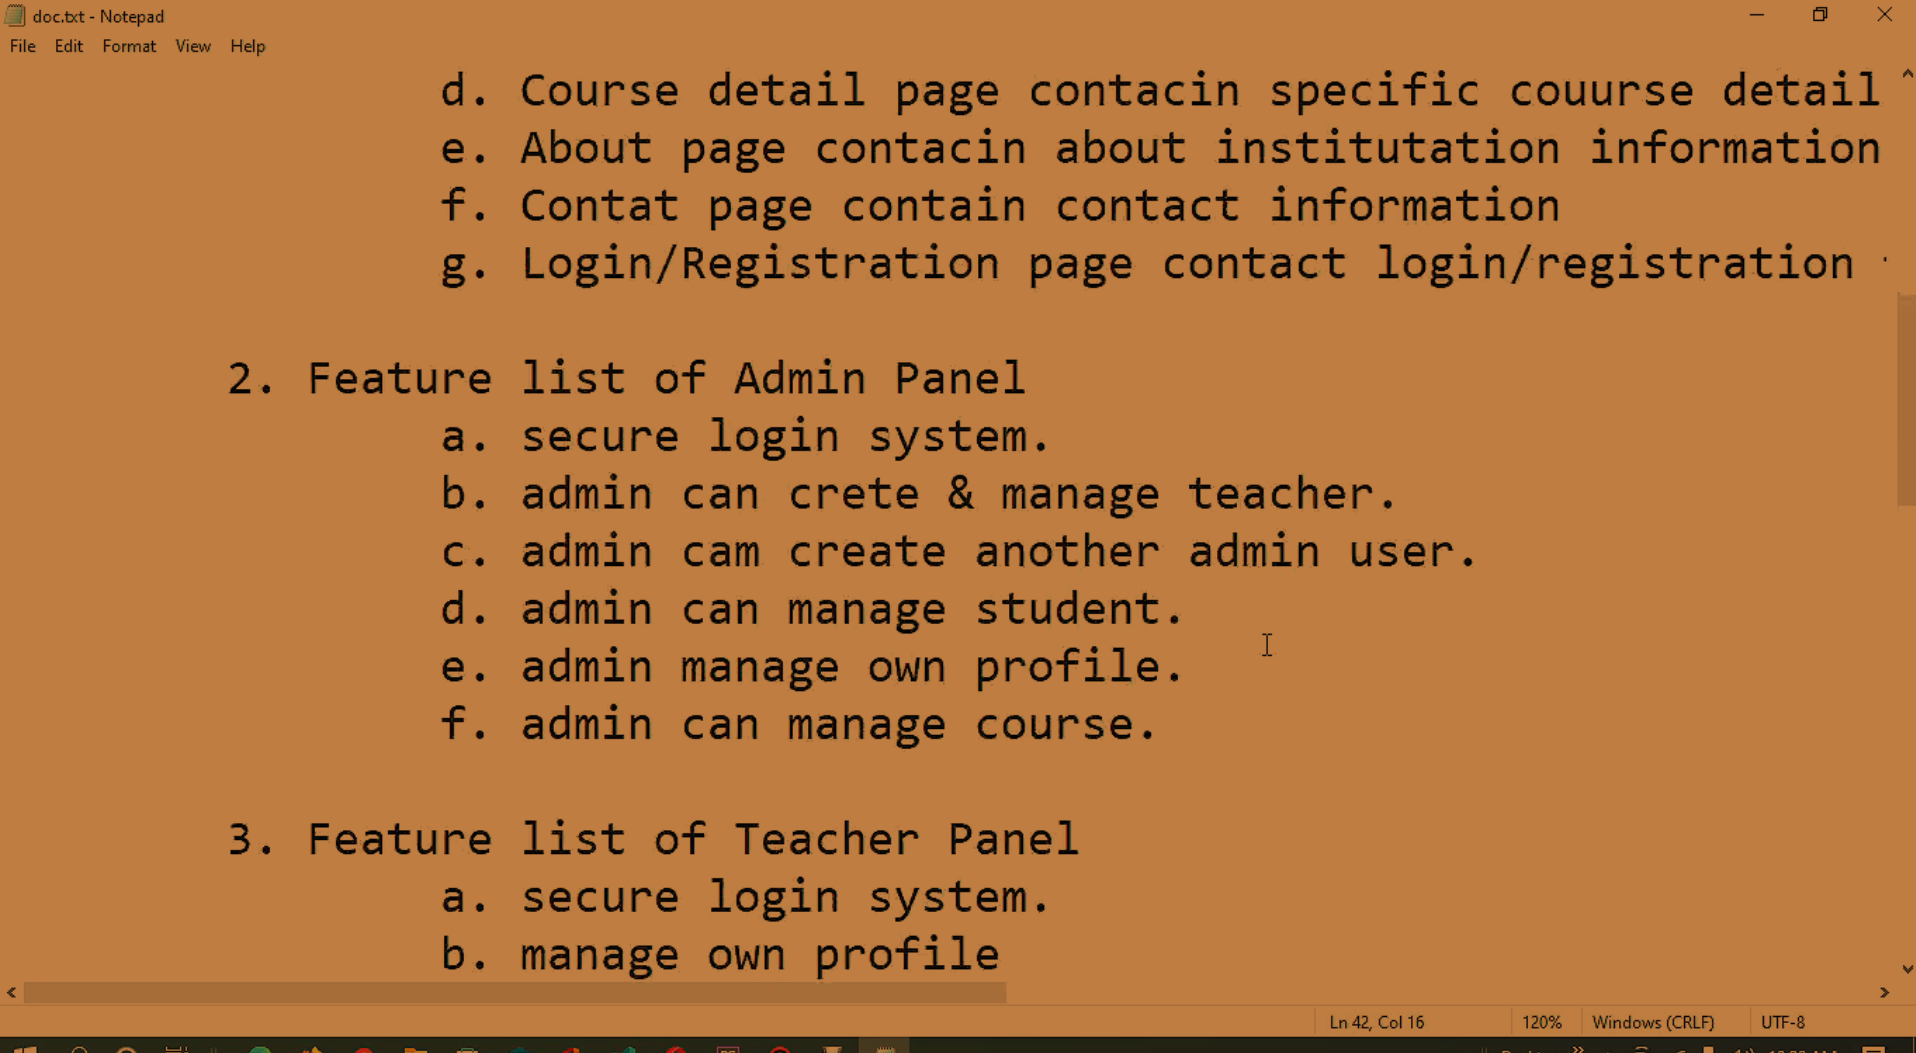 doc.txt - Notepad
File Edit Format View Help
d. Course detail page contacin specific couurse detail
e. About page contacin about institutation information
f. Contat page contain contact information
g. Login/Registration page contact login/registration
2. Feature list of Admin Panel
a. secure login system.
b. admin can crete & manage teacher.
c. admin cam create another admin user.
d. admin can manage student.
e. admin manage own profile.
f. admin can manage course.
3. Feature list of Teacher Panel
a. secure login system.
b. manage own profile
Ln 42, Col 16 120% Windows (CRLF) UTF-8